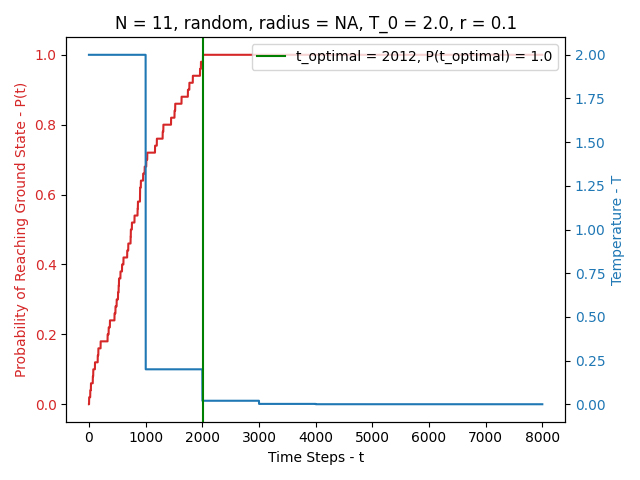 N = 11, random, radius = NA, T_0 = 2.0, r = 0.1
t_optimal = 2012, P(t_optimal) = 1.0
Probability of Reaching Ground State - P(t)
1.0
0.8
0.6
0.4
0.2
0.0
2.00
1.75
1.50
1.25
1.00
0.75
0.50
0.25
0.00
Temperature - T
0 1000 2000 3000 4000 5000 6000 7000 8000
Time Steps - t